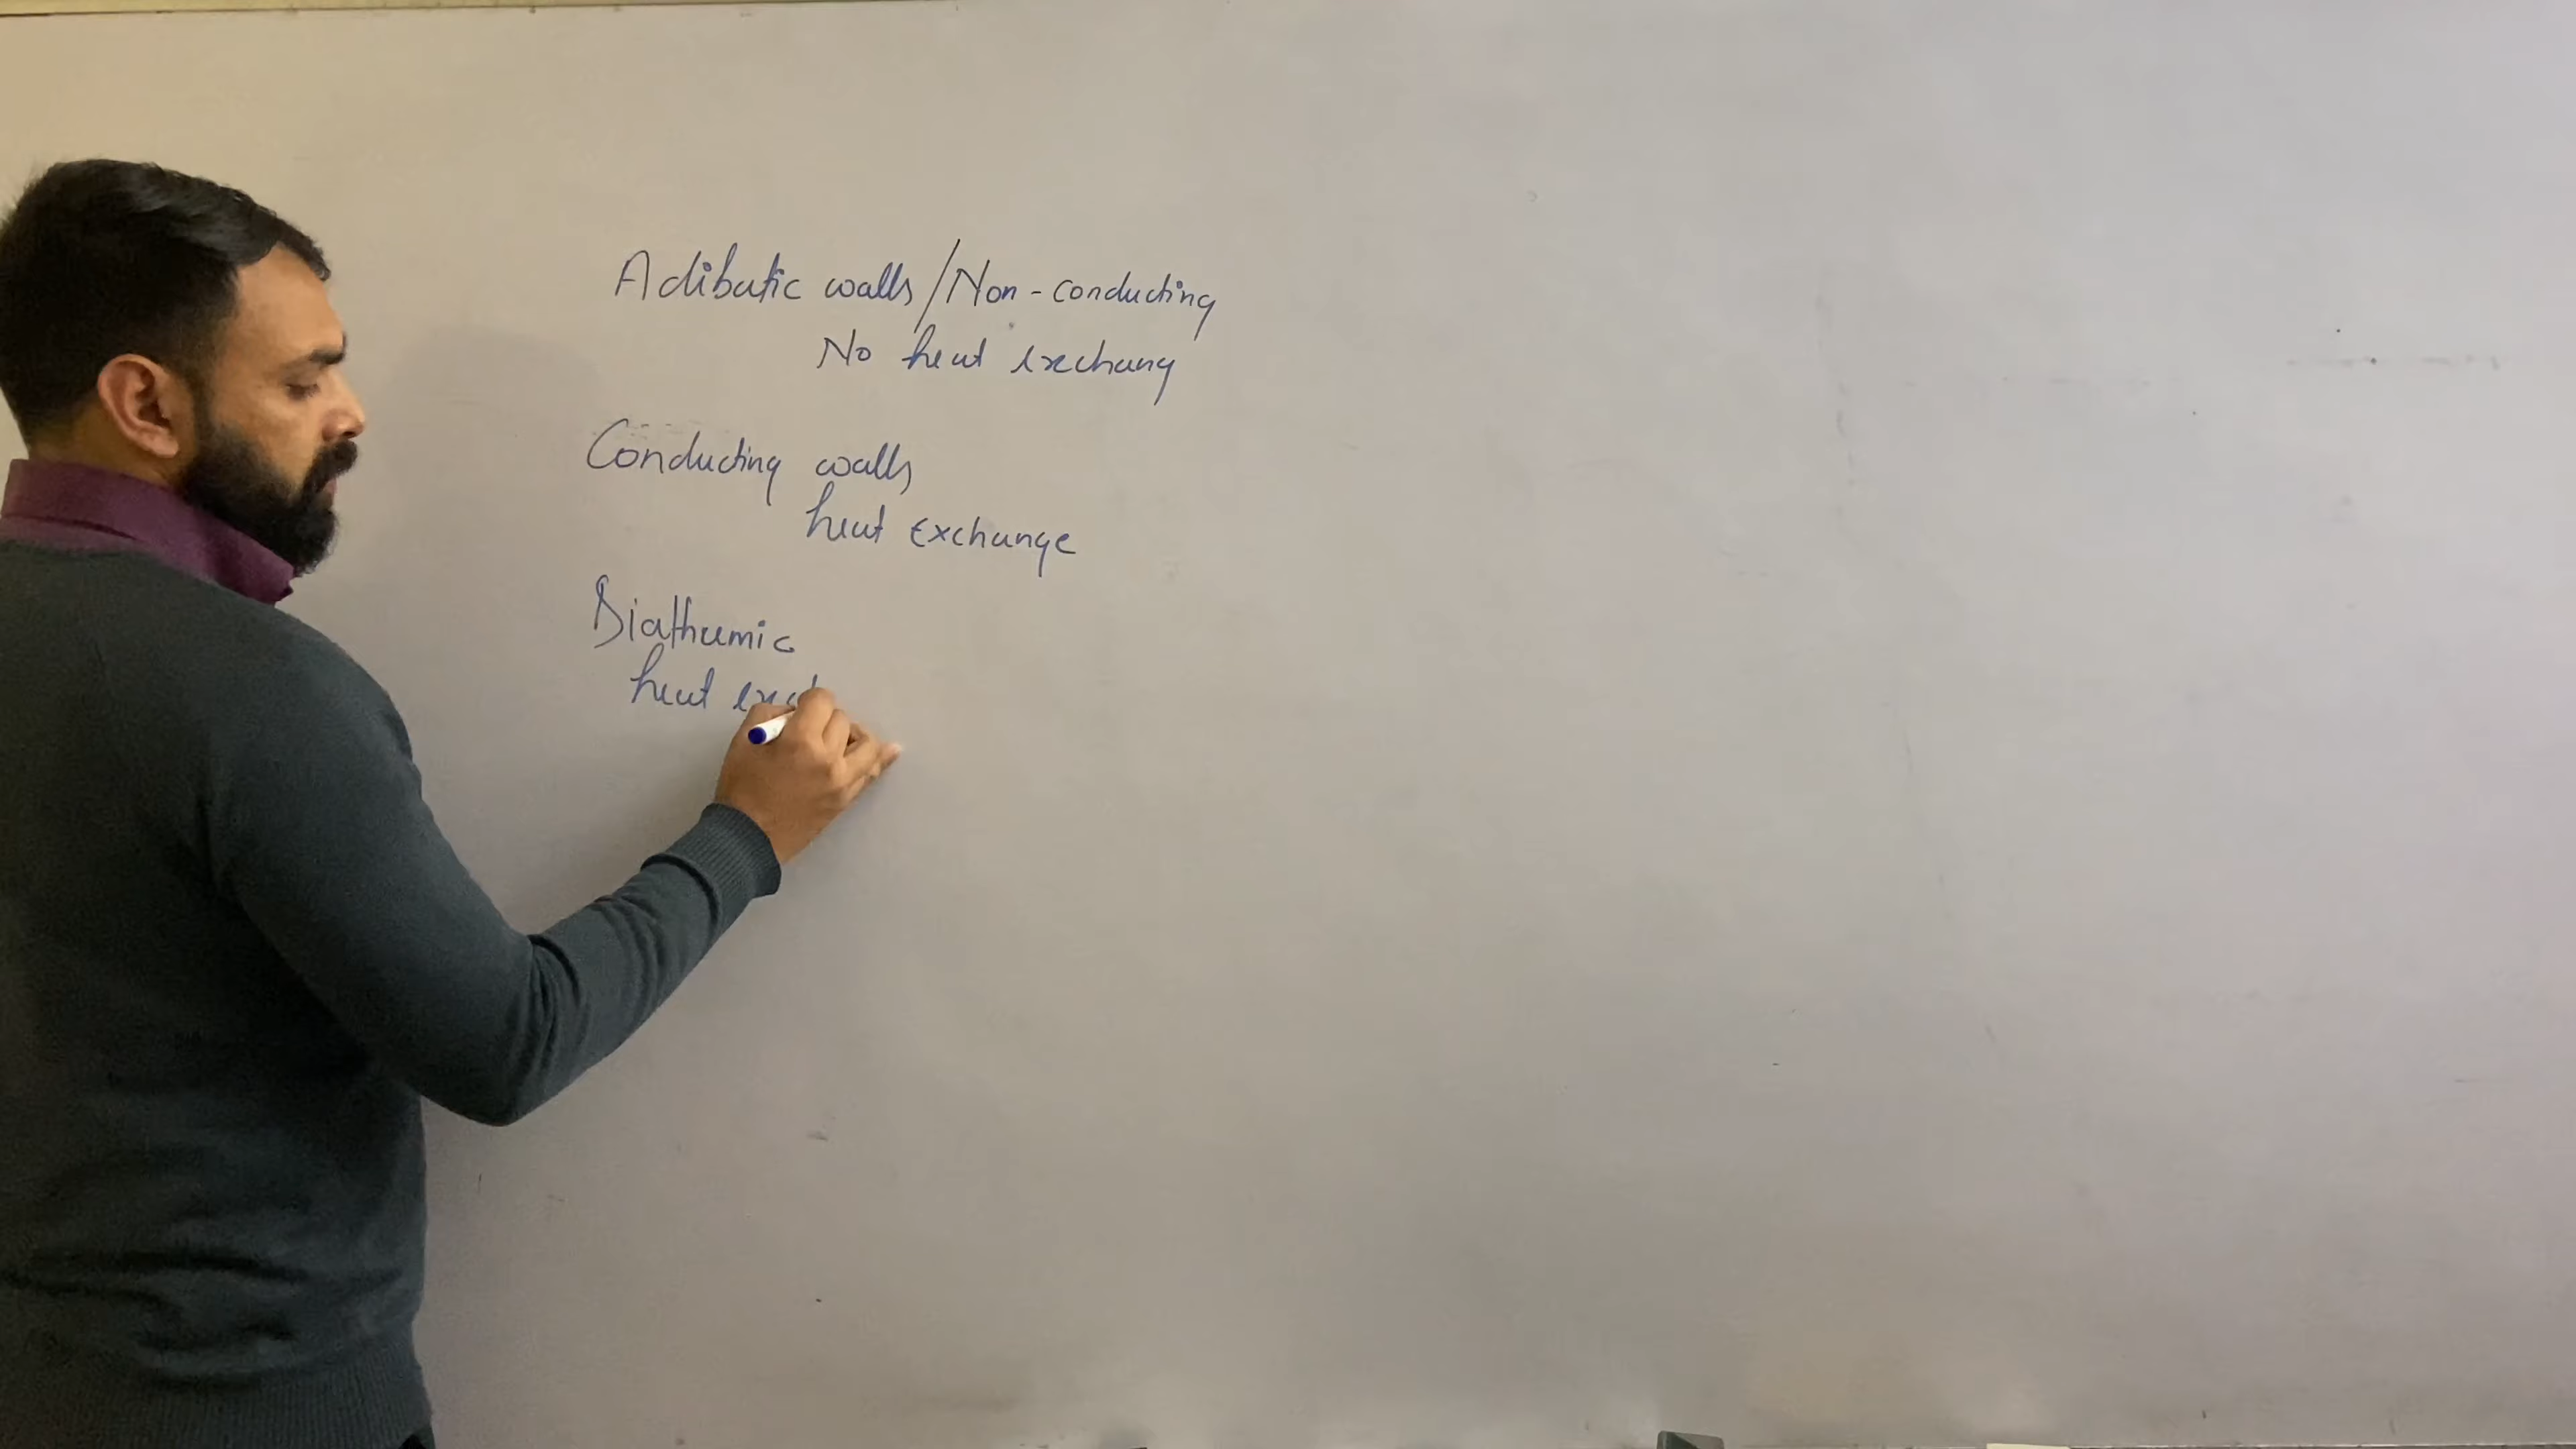 Adibatic walls / Non-conducting
No heat exchang
Conducting walls
heat Exchange
Diathermic
heat